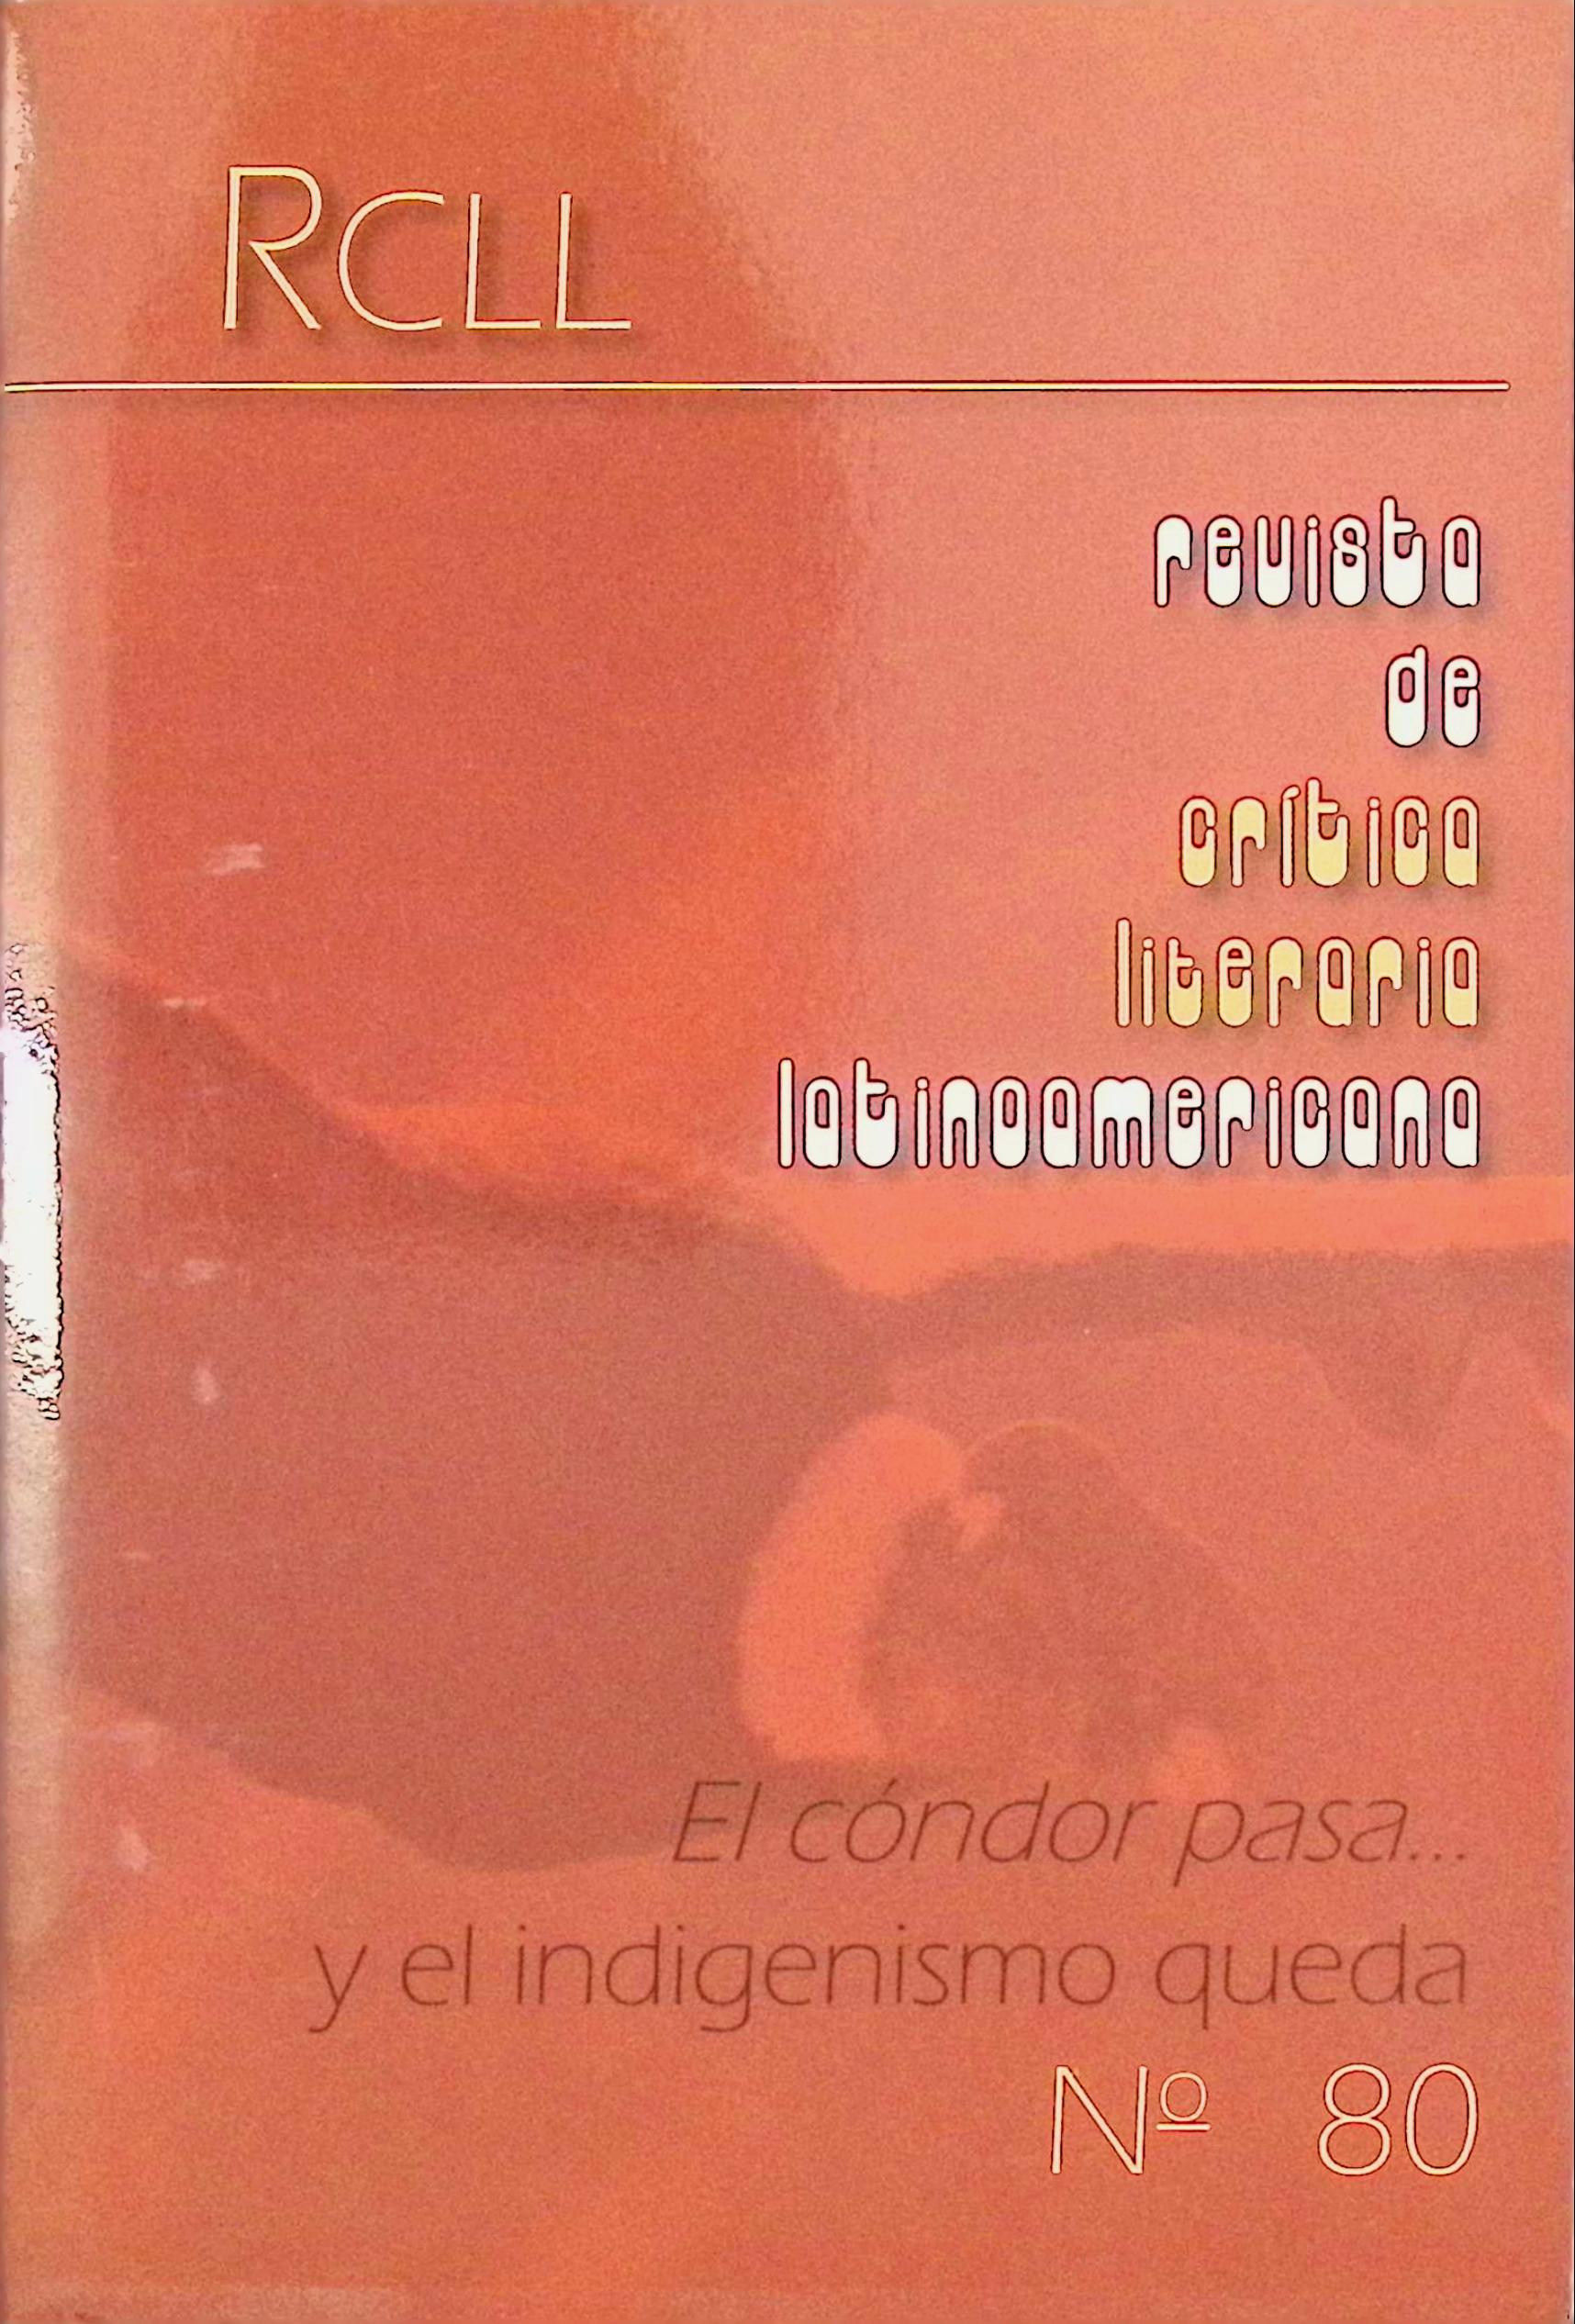 RCLL
revista
de
crítica
literaria
latinoamericana
El cóndor pasa...
y el indigenismo queda
Nº 80